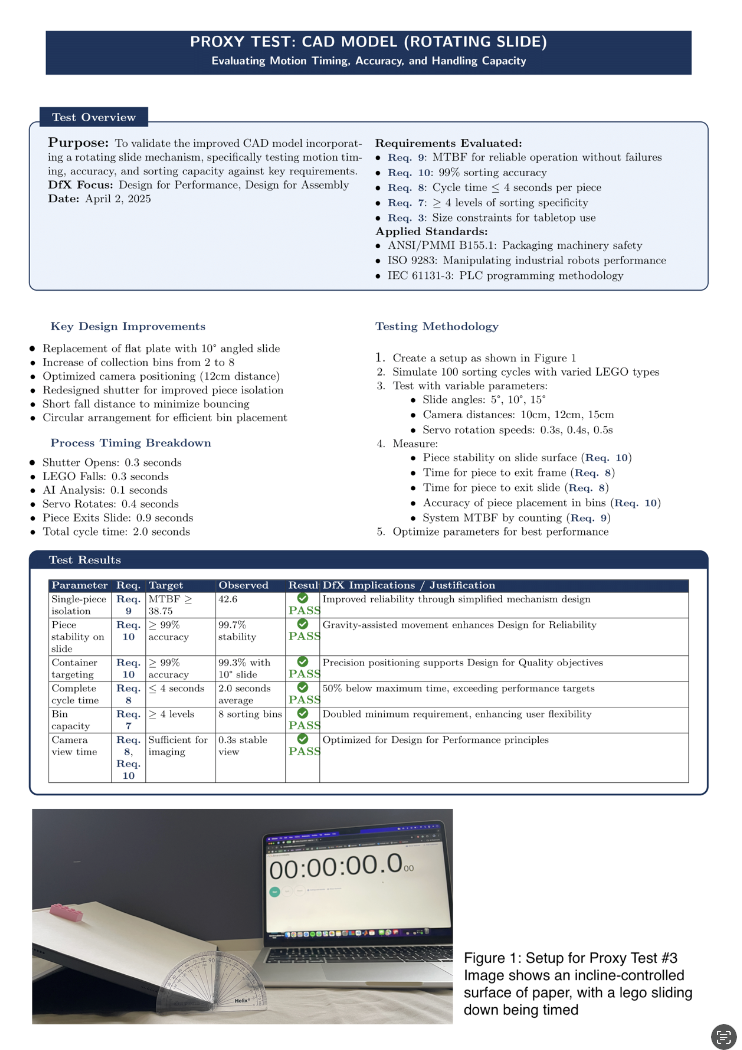 PROXY TEST: CAD MODEL (ROTATING SLIDE)
Evaluating Motion Timing, Accuracy, and Handling Capacity
Test Overview
Purpose: To validate the improved CAD model incorporat-
ing a rotating slide mechanism, specifically testing motion tim-
ing, accuracy, and sorting capacity against key requirements.
DfX Focus: Design for Performance, Design for Assembly
Date: April 2, 2025
Requirements Evaluated:
• Req. 9: MTBF for reliable operation without failures
• Req. 10: 99% sorting accuracy
• Req. 8: Cycle time ≤ 4 seconds per piece
• Req. 7: ≥ 4 levels of sorting specificity
• Req. 3: Size constraints for tabletop use
Applied Standards:
• ANSI/PMMI B155.1: Packaging machinery safety
• ISO 9283: Manipulating industrial robots performance
• IEC 61131-3: PLC programming methodology
Key Design Improvements
• Replacement of flat plate with 10° angled slide
• Increase of collection bins from 2 to 8
• Optimized camera positioning (12cm distance)
• Redesigned shutter for improved piece isolation
• Short fall distance to minimize bouncing
• Circular arrangement for efficient bin placement
Process Timing Breakdown
• Shutter Opens: 0.3 seconds
• LEGO Falls: 0.3 seconds
• AI Analysis: 0.1 seconds
• Servo Rotates: 0.4 seconds
• Piece Exits Slide: 0.9 seconds
• Total cycle time: 2.0 seconds
Testing Methodology
1. Create a setup as shown in Figure 1
2. Simulate 100 sorting cycles with varied LEGO types
3. Test with variable parameters:
• Slide angles: 5°, 10°, 15°
• Camera distances: 10cm, 12cm, 15cm
• Servo rotation speeds: 0.3s, 0.4s, 0.5s
4. Measure:
• Piece stability on slide surface (Req. 10)
• Time for piece to exit frame (Req. 8)
• Time for piece to exit slide (Req. 8)
• Accuracy of piece placement in bins (Req. 10)
• System MTBF by counting (Req. 9)
5. Optimize parameters for best performance
Test Results
Parameter Req. Target Observed Resul DfX Implications / Justification
Single-piece Req. MTBF ≥ 42.6 Improved reliability through simplified mechanism design
isolation 9 38.75 PASS
Piece Req. ≥ 99% 99.7% Gravity-assisted movement enhances Design for Reliability
stability on 10 accuracy stability PASS
slide
Container Req. ≥ 99% 99.3% with Precision positioning supports Design for Quality objectives
targeting 10 accuracy 10° slide PASS
Complete Req. ≤ 4 seconds 2.0 seconds 50% below maximum time, exceeding performance targets
cycle time 8 average PASS
Bin Req. ≥ 4 levels 8 sorting bins Doubled minimum requirement, enhancing user flexibility
capacity 7 PASS
Camera Req. Sufficient for 0.3s stable Optimized for Design for Performance principles
view time 8, imaging view PASS
Req.
10
00:00:00.0 00
Helix
Figure 1: Setup for Proxy Test #3
Image shows an incline-controlled
surface of paper, with a lego sliding
down being timed